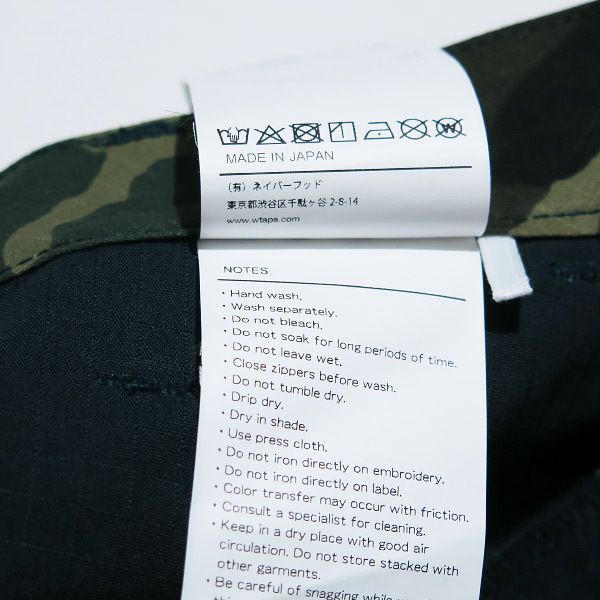 MADE IN JAPAN
(有) ネイバーフッド
東京都渋谷区千駄ヶ谷 2-8-14
www.wtaps.com
NOTES
・Hand wash.
・Wash separately.
・Do not bleach.
・Do not soak for long periods of time.
・Do not leave wet.
・Close zippers before wash.
・Do not tumble dry.
・Drip dry.
・Dry in shade.
・Use press cloth.
・Do not iron directly on embroidery.
・Do not iron directly on label.
・Color transfer may occur with friction.
・Consult a specialist for cleaning.
・Keep in a dry place with good air
circulation. Do not store stacked with
other garments.
・Be careful of snagging while